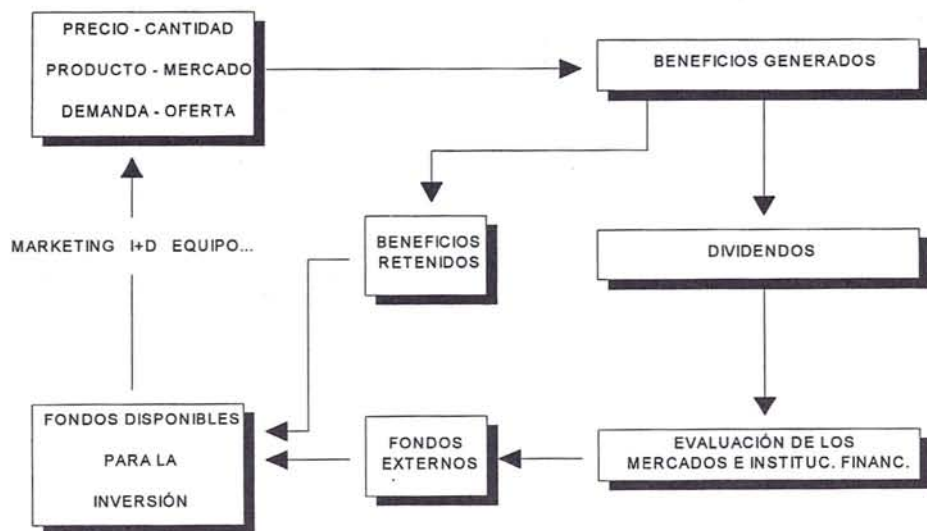 PRECIO - CANTIDAD
PRODUCTO - MERCADO
DEMANDA - OFERTA
BENEFICIOS GENERADOS
MARKETING I+D EQUIPO...
BENEFICIOS
RETENIDOS
DIVIDENDOS
FONDOS DISPONIBLES
PARA LA
INVERSIÓN
FONDOS
EXTERNOS
EVALUACIÓN DE LOS
MERCADOS E INSTITUC. FINANC.